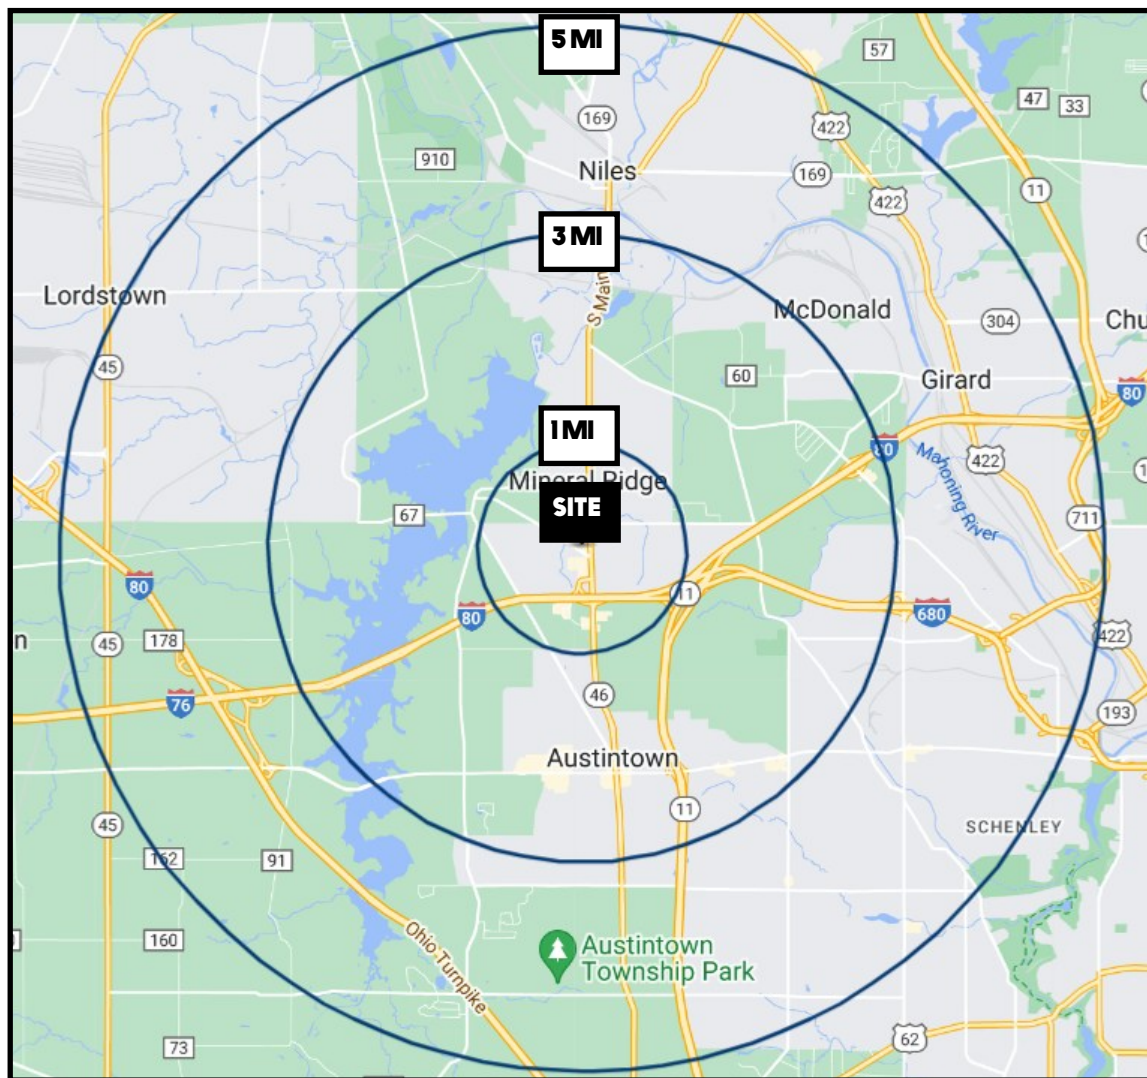 5 MI
57
47
33
169
422
910
Niles
169
422
11
3 MI
S Main
Lordstown
McDonald
304
Chu
45
60
Girard
80
1 MI
80
422
Mahoning
River
Mineral Ridge
SITE
67
711
80
11
80
680
n
45
178
422
76
46
193
Austintown
11
45
SCHENLEY
162
91
160
Ohio Turnpike
Austintown
Township Park
73
62